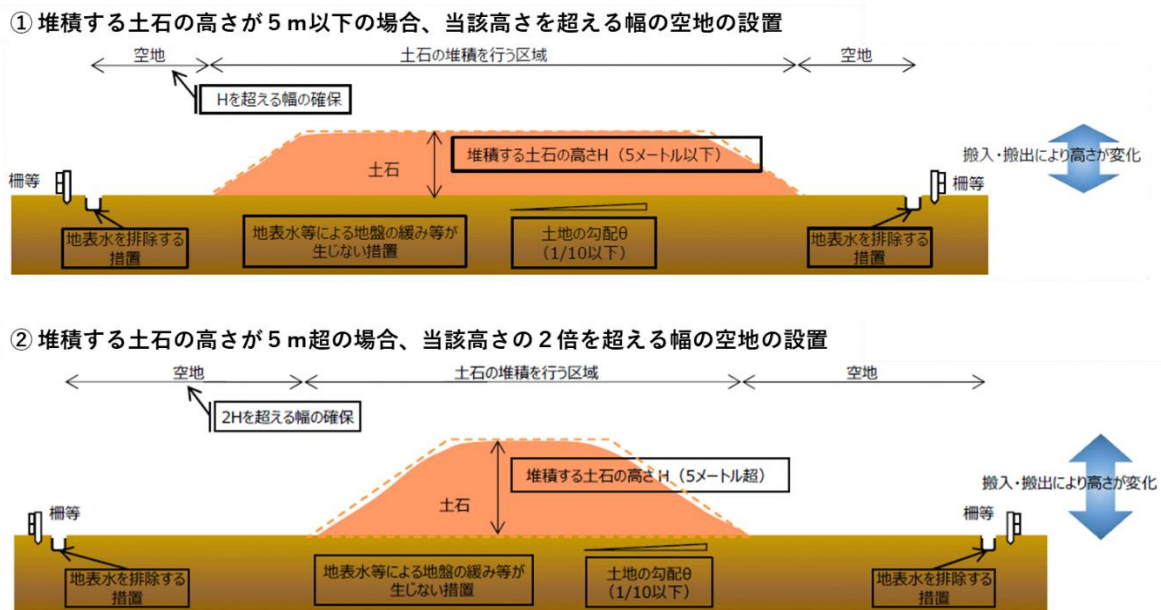 ① 堆積する土石の高さが５ｍ以下の場合、当該高さを超える幅の空地の設置
空地
土石の堆積を行う区域
空地
Hを超える幅の確保
堆積する土石の高さH（5メートル以下）
土石
搬入・搬出により高さが変化
柵等
柵等
地表水を排除する
措置
地表水等による地盤の緩み等が
生じない措置
土地の勾配θ
（1/10以下）
地表水を排除する
措置
② 堆積する土石の高さが５ｍ超の場合、当該高さの２倍を超える幅の空地の設置
空地
土石の堆積を行う区域
空地
2Hを超える幅の確保
堆積する土石の高さH（5メートル超）
土石
搬入・搬出により高さが変化
柵等
柵等
地表水を排除する
措置
地表水等による地盤の緩み等が
生じない措置
土地の勾配θ
（1/10以下）
地表水を排除する
措置